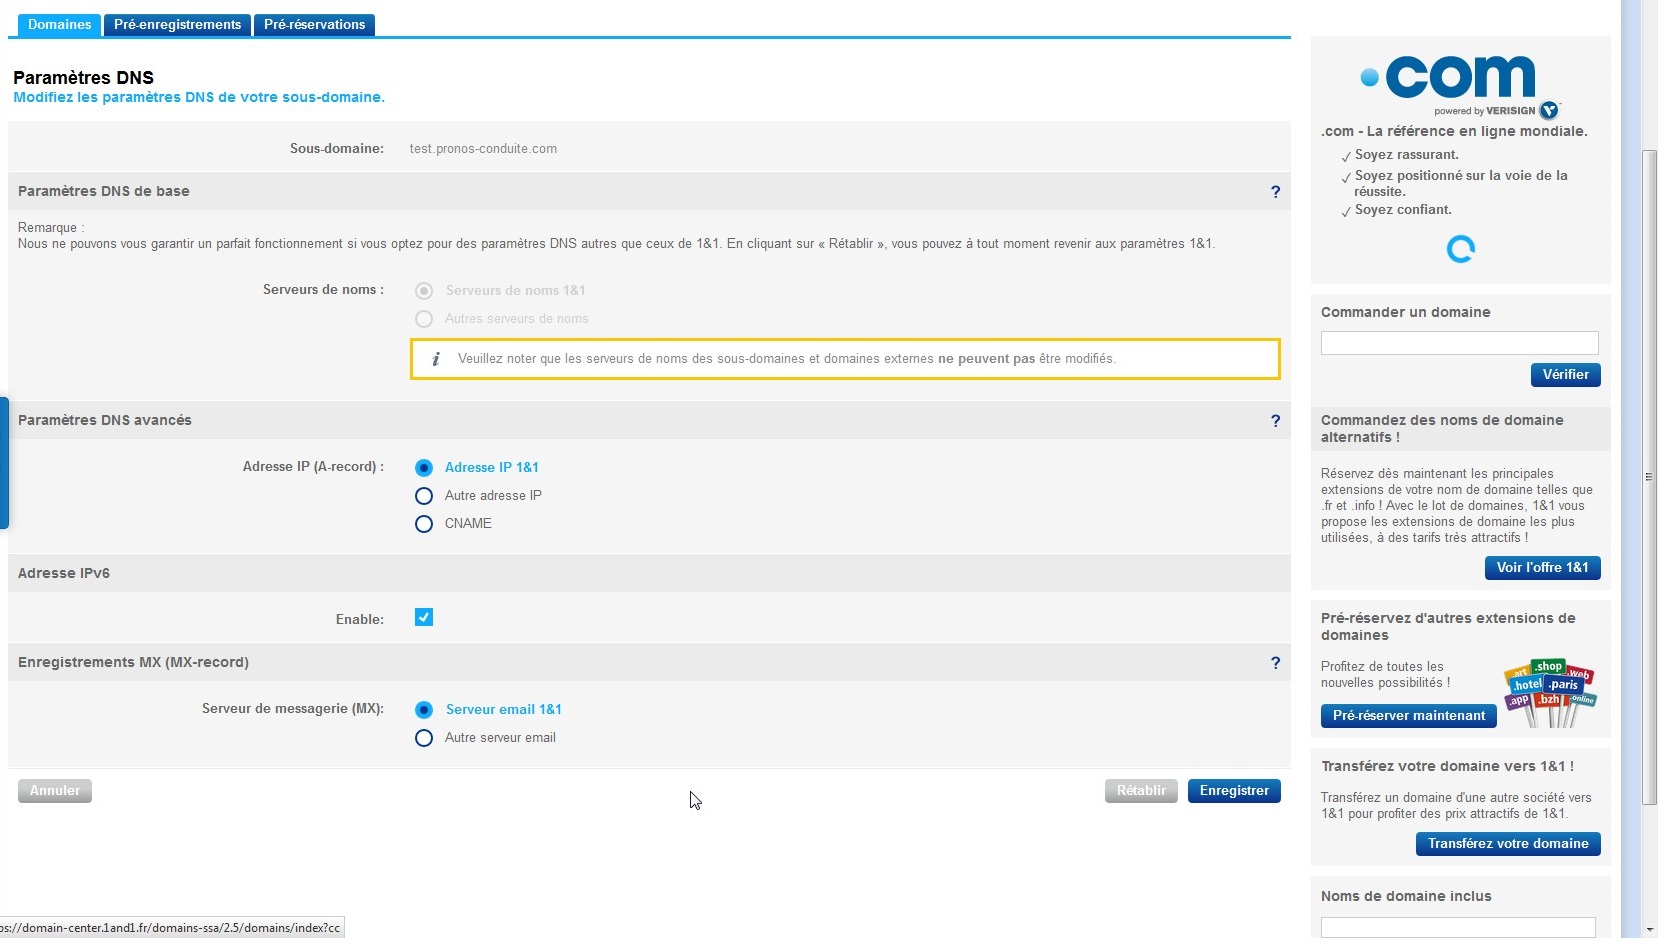 Domaines
Pré-enregistrements
Pré-réservations
Paramètres DNS
Modifiez les paramètres DNS de votre sous-domaine.
Sous-domaine:
test.pronos-conduite.com
Paramètres DNS de base
?
Remarque :
Nous ne pouvons vous garantir un parfait fonctionnement si vous optez pour des paramètres DNS autres que ceux de 1&1. En cliquant sur « Rétablir », vous pouvez à tout moment revenir aux paramètres 1&1.
Serveurs de noms :
Serveurs de noms 1&1
Autres serveurs de noms
i
Veuillez noter que les serveurs de noms des sous-domaines et domaines externes ne peuvent pas être modifiés.
Paramètres DNS avancés
?
Adresse IP (A-record) :
Adresse IP 1&1
Autre adresse IP
CNAME
Adresse IPv6
Enable:
Enregistrements MX (MX-record)
?
Serveur de messagerie (MX):
Serveur email 1&1
Autre serveur email
Annuler
Rétablir
Enregistrer
ps://domain-center.1and1.fr/domains-ssa/2.5/domains/index?cc
.com
powered by VERISIGN
.com - La référence en ligne mondiale.
Soyez rassurant.
Soyez positionné sur la voie de la
réussite.
Soyez confiant.
Commander un domaine
Vérifier
Commandez des noms de domaine
alternatifs !
Réservez dès maintenant les principales
extensions de votre nom de domaine telles que
.fr et .info ! Avec le lot de domaines, 1&1 vous
propose les extensions de domaine les plus
utilisées, à des tarifs très attractifs !
Voir l'offre 1&1
Pré-réservez d'autres extensions de
domaines
Profitez de toutes les
nouvelles possibilités !
.art
.shop
.web
.hotel
.paris
.app
.bzh
.online
Pré-réserver maintenant
Transférez votre domaine vers 1&1 !
Transférez un domaine d'une autre société vers
1&1 pour profiter des prix attractifs de 1&1.
Transférez votre domaine
Noms de domaine inclus